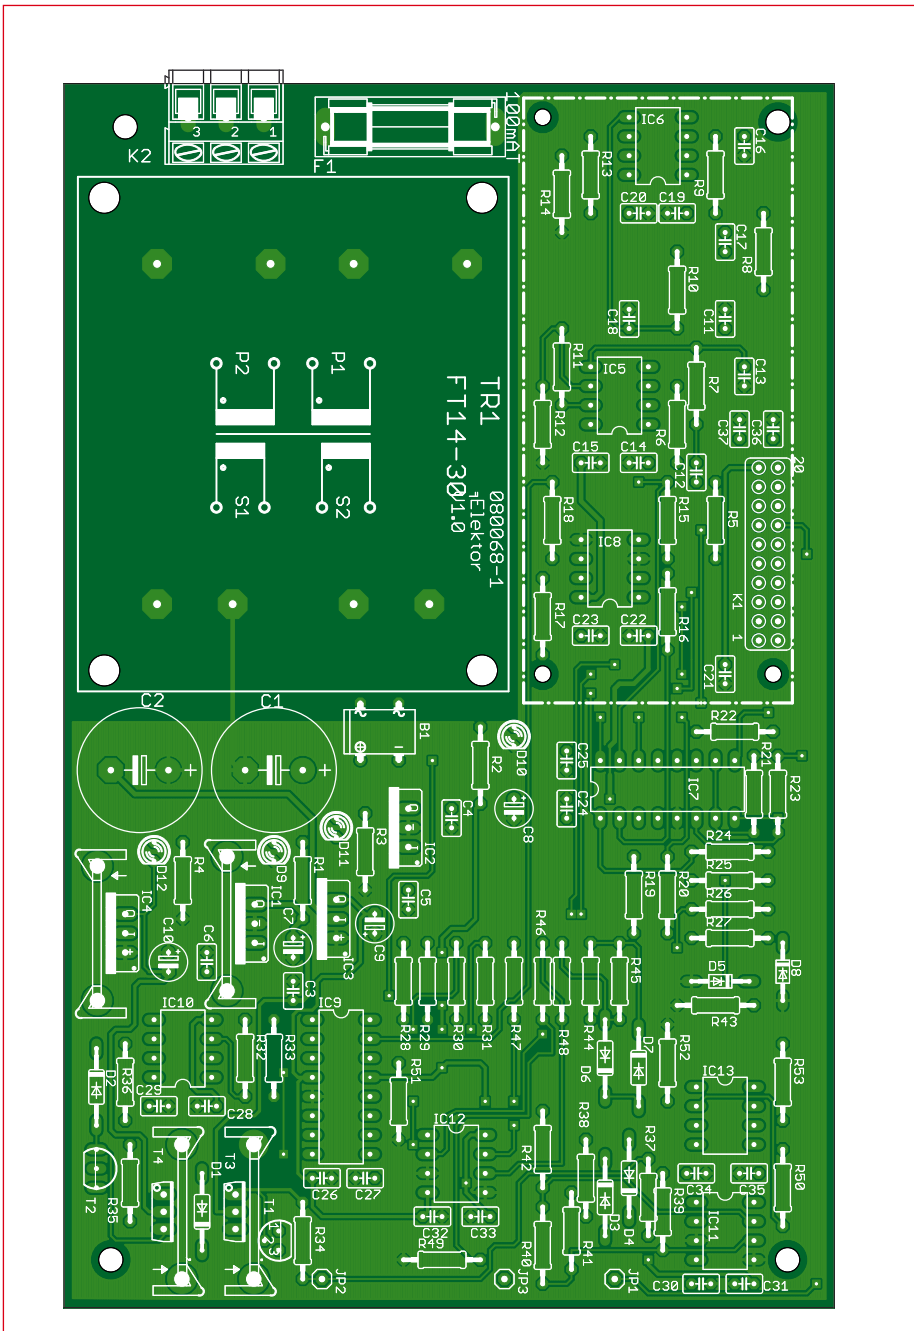 K2
3
2
1
F1
100mAT
IC6
C16
R13
R14
R9
C20
C19
C17
R8
R10
C18
C11
P2
P1
TR1
FT14-30
R11
IC5
R7
C13
R12
R6
C37
C36
C15
C14
C12
20
S1
S2
V1.0
Elektor
080068-1
R18
R15
R5
IC8
K1
1
R17
R16
C23
C22
C21
C2
C1
B1
~
~
+
-
R22
R2
D10
C25
IC7
R21
R23
C24
C8
C4
IC2
D11
R3
R24
D12
R4
D9
R1
R25
IC4
IC1
C5
R19
R20
R26
C10
C6
C7
IC3
C9
R46
R27
C3
R45
D5
D8
IC10
IC9
R43
R28
R29
R30
R31
R47
R48
R44
R32
R33
D6
D7
R52
IC13
R53
D2
R36
C29
C28
R51
IC12
R38
R37
T4
D1
T3
R42
T2
R35
C26
C27
C34
C35
R50
T1
1
2
3
R34
C32
C33
D3
D4
R39
IC11
R49
R40
R41
JP2
JP3
JP1
C30
C31